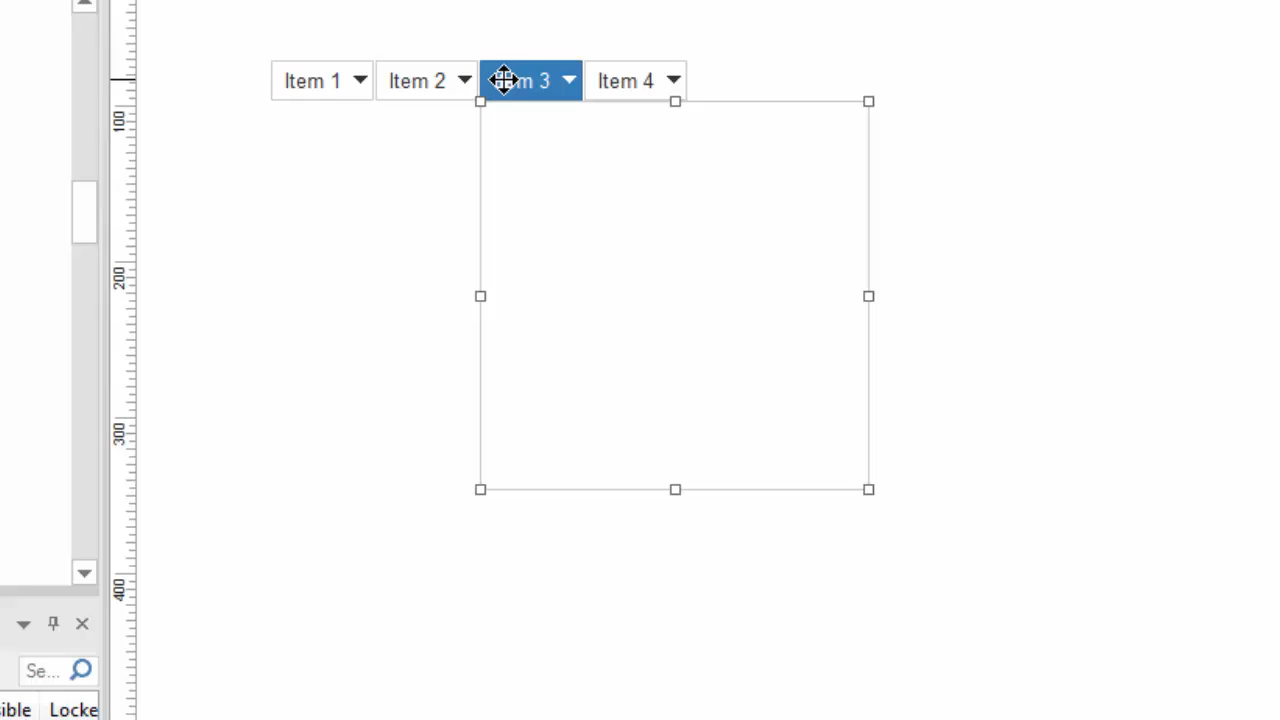 Item 1 Item 2 m 3 Item 4
100
200
300
400
Se...
ible Locke